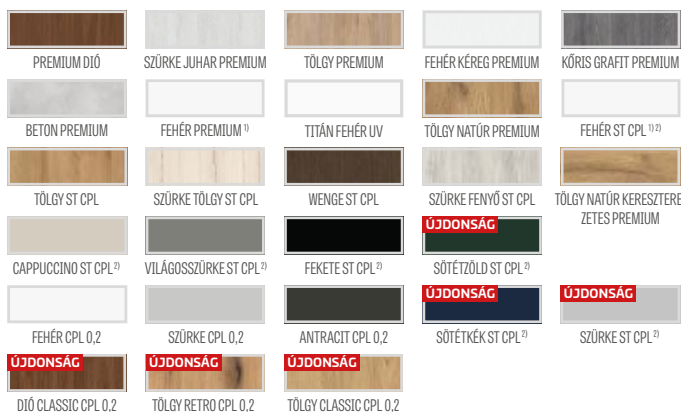 PREMIUM DIÓ
SZÜRKE JUHAR PREMIUM
TÖLGY PREMIUM
FEHÉR KÉREG PREMIUM
KŐRIS GRAFIT PREMIUM
BETON PREMIUM
FEHÉR PREMIUM 1)
TITÁN FEHÉR UV
TÖLGY NATÚR PREMIUM
FEHÉR ST CPL 1) 2)
TÖLGY ST CPL
SZÜRKE TÖLGY ST CPL
WENGE ST CPL
SZÜRKE FENYŐ ST CPL
TÖLGY NATÚR KERESZTERE
ZETES PREMIUM
CAPPUCCINO ST CPL 2)
VILÁGOSSZÜRKE ST CPL 2)
FEKETE ST CPL 2)
ÚJDONSÁG
SÖTÉTZÖLD ST CPL 2)
FEHÉR CPL 0,2
SZÜRKE CPL 0,2
ANTRACIT CPL 0,2
ÚJDONSÁG
SÖTÉTKÉK ST CPL 2)
ÚJDONSÁG
SZÜRKE ST CPL 2)
ÚJDONSÁG
DIÓ CLASSIC CPL 0,2
ÚJDONSÁG
TÖLGY RETRO CPL 0,2
ÚJDONSÁG
TÖLGY CLASSIC CPL 0,2